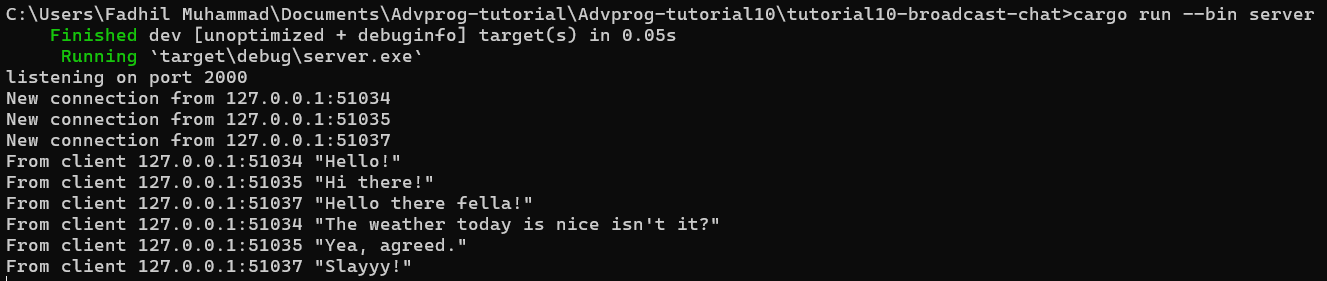 C:\Users\Fadhil Muhammad\Documents\Advprog-tutorial\Advprog-tutorial10\tutorial10-broadcast-chat>cargo run --bin server
Finished dev [unoptimized + debuginfo] target(s) in 0.05s
Running `target\debug\server.exe`
listening on port 2000
New connection from 127.0.0.1:51034
New connection from 127.0.0.1:51035
New connection from 127.0.0.1:51037
From client 127.0.0.1:51034 "Hello!"
From client 127.0.0.1:51035 "Hi there!"
From client 127.0.0.1:51037 "Hello there fella!"
From client 127.0.0.1:51034 "The weather today is nice isn't it?"
From client 127.0.0.1:51035 "Yea, agreed."
From client 127.0.0.1:51037 "Slayyy!"